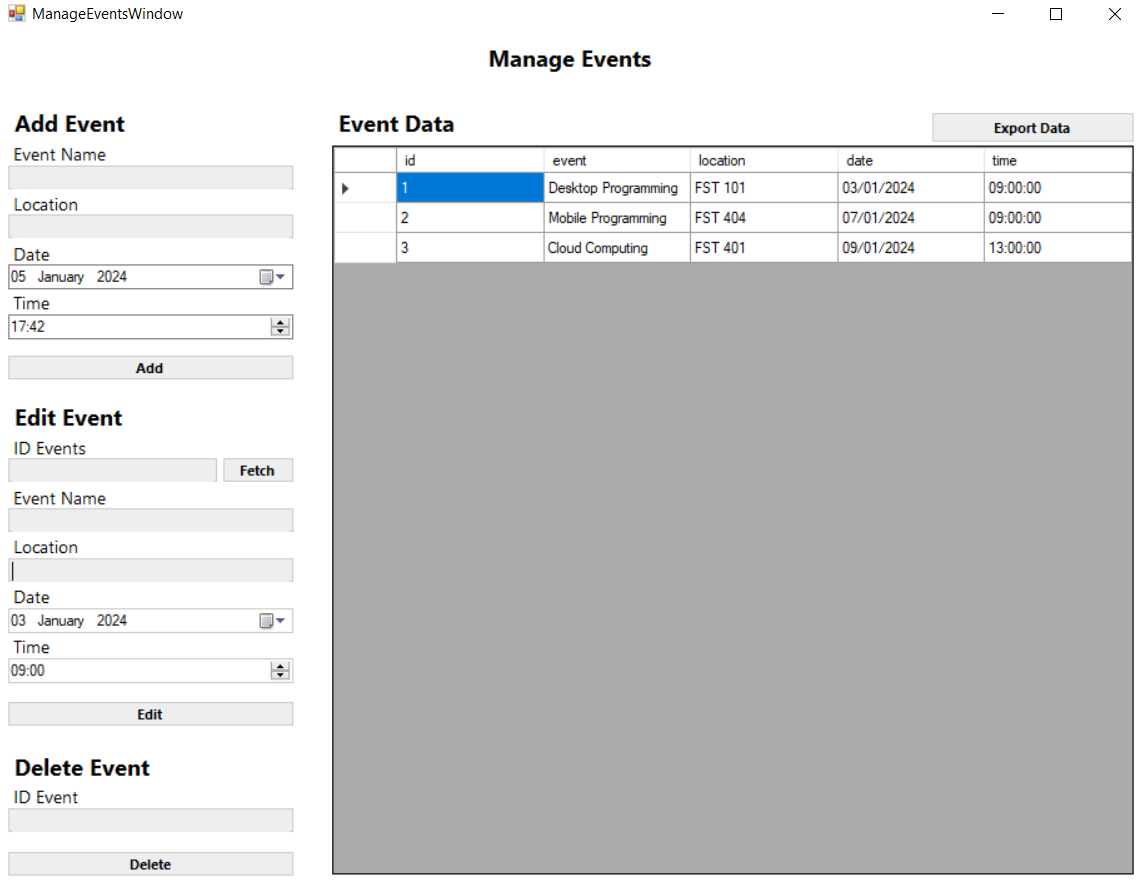 ManageEventsWindow
Manage Events
Add Event
Event Name
Location
Date
05 January 2024
Time
17:42
Add
Edit Event
ID Events
Fetch
Event Name
Location
Date
03 January 2024
Time
09:00
Edit
Delete Event
ID Event
Delete
Event Data
Export Data
id event location date time
1 Desktop Programming FST 101 03/01/2024 09:00:00
2 Mobile Programming FST 404 07/01/2024 09:00:00
3 Cloud Computing FST 401 09/01/2024 13:00:00